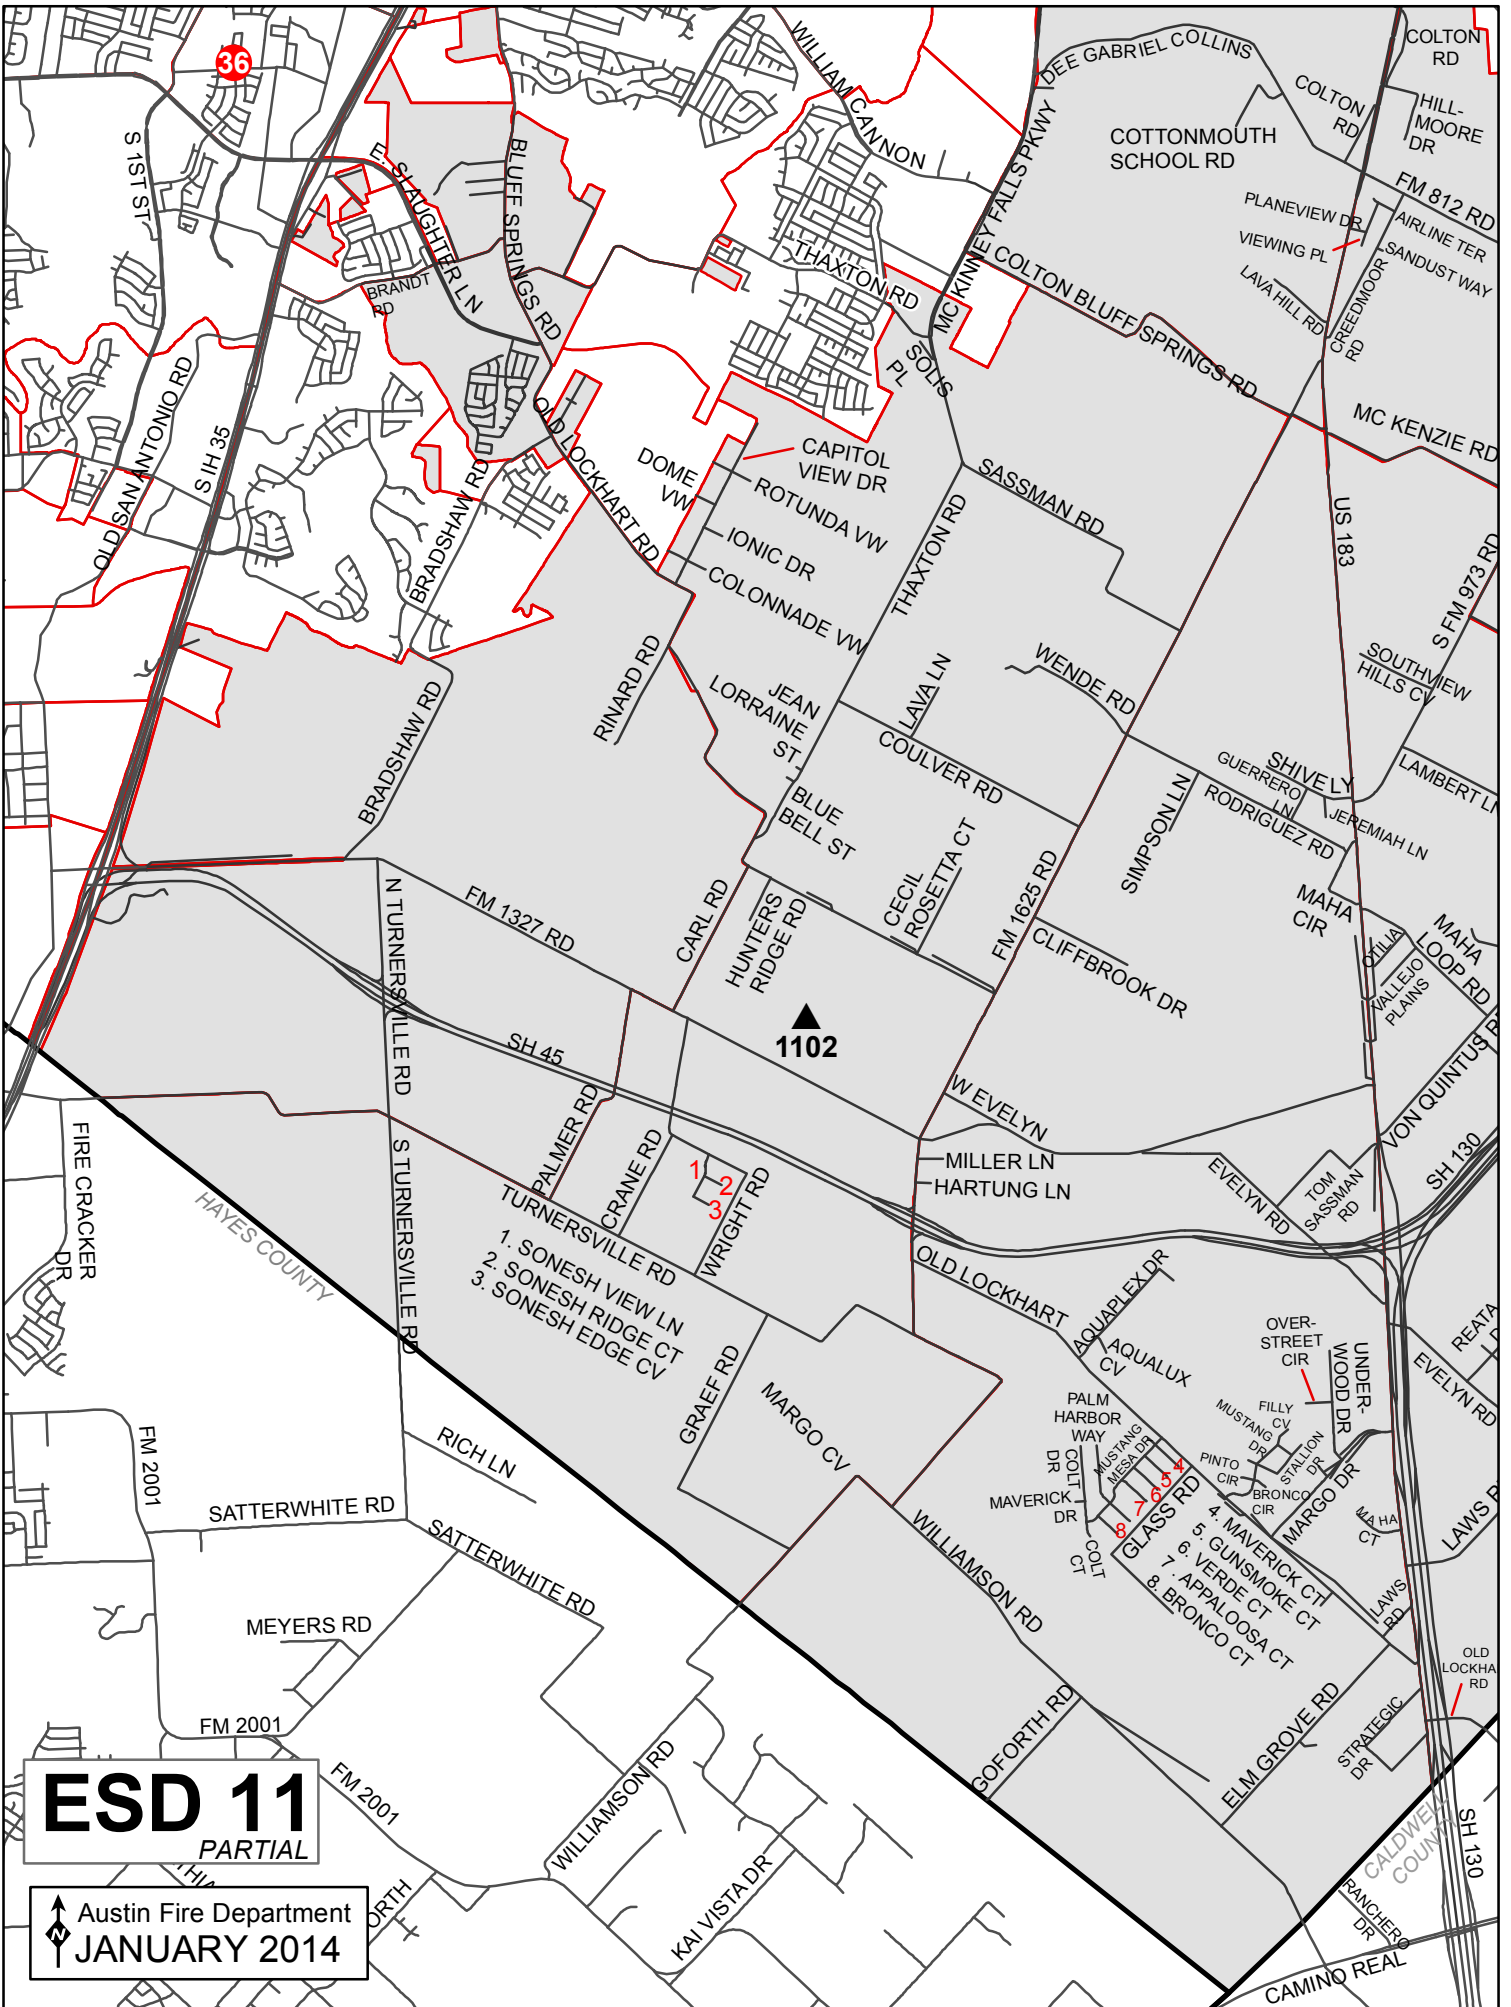 36
S 1ST ST
E. SLAUGHTER LN
BLUFF SPRINGS RD
WILLIAM CANNON
DEE GABRIEL COLLINS
COLTON
RD
COLTON
RD
HILL-
MOORE
DR
COTTONMOUTH
SCHOOL RD
FM 812 RD
MC KINNEY FALLS PKWY
PLANEVIEW DR
AIRLINE TER
VIEWING PL
SANDUST WAY
LAVA HILL RD
CREEDMOOR
RD
BRANDT
RD
THAXTON RD
COLTON BLUFF SPRINGS RD
SOLIS
PL
OLD SAN ANTONIO RD
S IH 35
OLD LOCKHART RD
BRADSHAW RD
MC KENZIE RD
CAPITOL
VIEW DR
DOME
VW
ROTUNDA VW
IONIC DR
COLONNADE VW
SASSMAN RD
THAXTON RD
US 183
S FM 973 RD
RINARD RD
JEAN
LORRAINE
ST
LAVA LN
WENDE RD
SOUTHVIEW
HILLS CV
BRADSHAW RD
COULVER RD
BLUE
BELL ST
GUERRERO
LN
SHIVELY
LAMBERT LN
SIMPSON LN
RODRIGUEZ RD
JEREMIAH LN
CECIL
ROSETTA CT
FM 1625 RD
N TURNERSVILLE RD
FM 1327 RD
CARL RD
HUNTERS
RIDGE RD
CLIFFBROOK DR
MAHA
CIR
OTILIA
MAHA
LOOP RD
VALLEJO
PLAINS
1102
SH 45
VON QUINTUS R
W EVELYN
MILLER LN
HARTUNG LN
EVELYN RD
TOM
SASSMAN
RD
SH 130
FIRE CRACKER
DR
HAYES COUNTY
S TURNERSVILLE RD
PALMER RD
CRANE RD
1
2
3
WRIGHT RD
TURNERSVILLE RD
1. SONESH VIEW LN
2. SONESH RIDGE CT
3. SONESH EDGE CV
OLD LOCKHART
AQUAPLEX DR
AQUALUX
CV
OVER-
STREET
CIR
UNDER-
WOOD DR
REATA
EVELYN RD
GRAEF RD
MARGO CV
PALM
HARBOR
WAY
COLT
DR
MUSTANG
MESA DR
MAVERICK
DR
COLT
CT
4
5
6
7
8
GLASS RD
FILLY
CV
MUSTANG
DR
PINTO
CIR
STALLION
DR
BRONCO
CIR
MARGO DR
MAHA
CT
LAWS R
4. MAVERICK CT
5. GUNSMOKE CT
6. VERDE CT
7. APPALOOSA CT
8. BRONCO CT
LAWS
RD
FM 2001
RICH LN
SATTERWHITE RD
SATTERWHITE RD
WILLIAMSON RD
MEYERS RD
FM 2001
OLD
LOCKHA
RD
GOFORTH RD
ELM GROVE RD
STRATEGIC
DR
FM 2001
WILLIAMSON RD
CALDWELL
COUNTY
SH 130
KAI VISTA DR
RANCHERO
DR
CAMINO REAL
THIA
ORTH
ESD 11
PARTIAL
N
Austin Fire Department
JANUARY 2014